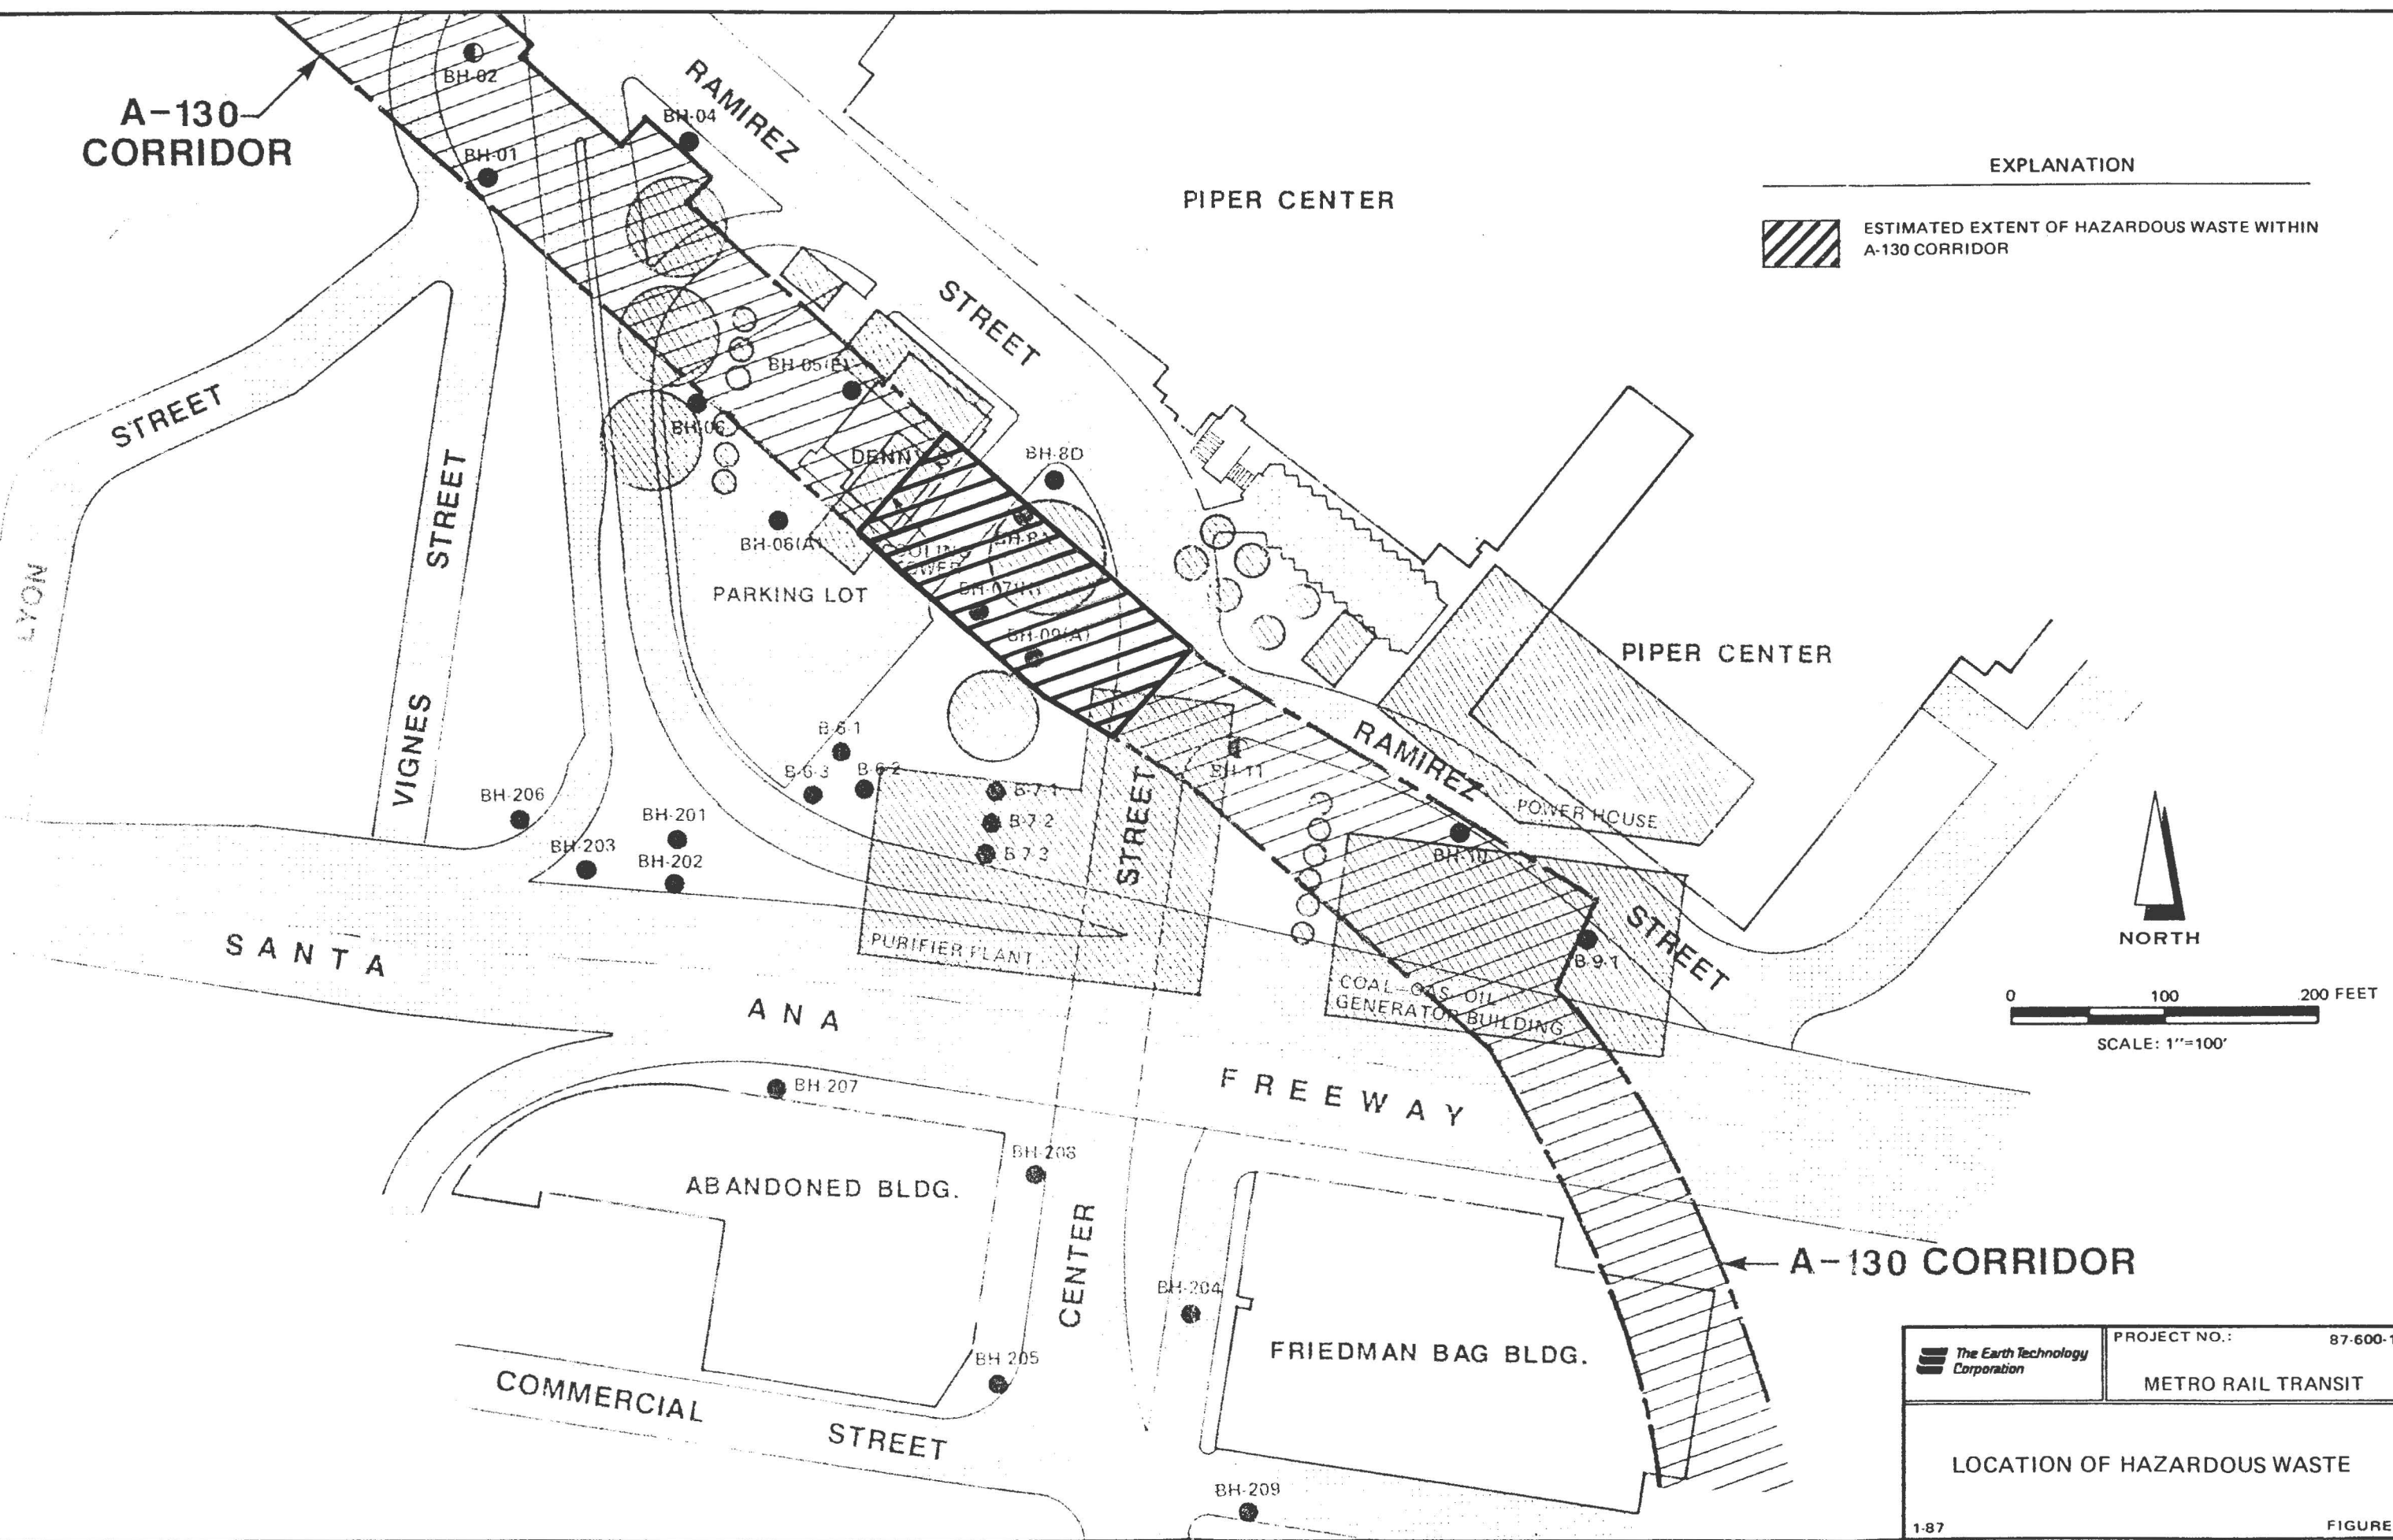 BH-02
A-130
CORRIDOR
BH-04
RAMIREZ
BH-01
PIPER CENTER
EXPLANATION
ESTIMATED EXTENT OF HAZARDOUS WASTE WITHIN
A-130 CORRIDOR
STREET
BH-05(E)
STREET
BH-06
DENNY'S
BH-8D
STREET
BH-06(A)
COOLING
TOWER
PARKING LOT
BH-09(A)
LYON
PIPER CENTER
VIGNES
B-6-1
RAMIREZ
BH-11
B-6-3
B-6-2
B-7-1
STREET
POWER HOUSE
BH-206
BH-201
B-7-2
BH-203
BH-202
B-7-3
BH-10
SANTA
PURIFIER PLANT
STREET
B-9-1
NORTH
COAL-GAS-OIL
GENERATOR BUILDING
0 100 200 FEET
SCALE: 1"=100'
ANA
FREEWAY
BH-207
BH-208
ABANDONED BLDG.
CENTER
A-130 CORRIDOR
BH-204
FRIEDMAN BAG BLDG.
BH-205
COMMERCIAL
STREET
BH-209
The Earth Technology
Corporation
PROJECT NO.: 87-600-1
METRO RAIL TRANSIT
LOCATION OF HAZARDOUS WASTE
1-87 FIGURE